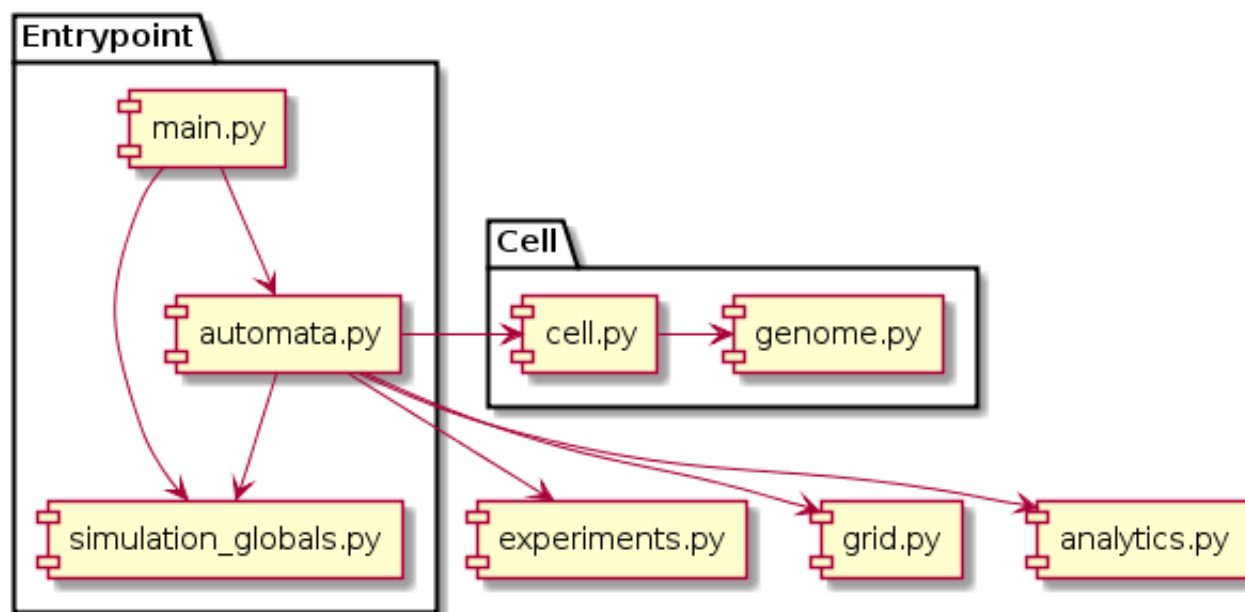 Entrypoint
main.py
Cell
automata.py
cell.py
genome.py
simulation_globals.py
experiments.py
grid.py
analytics.py